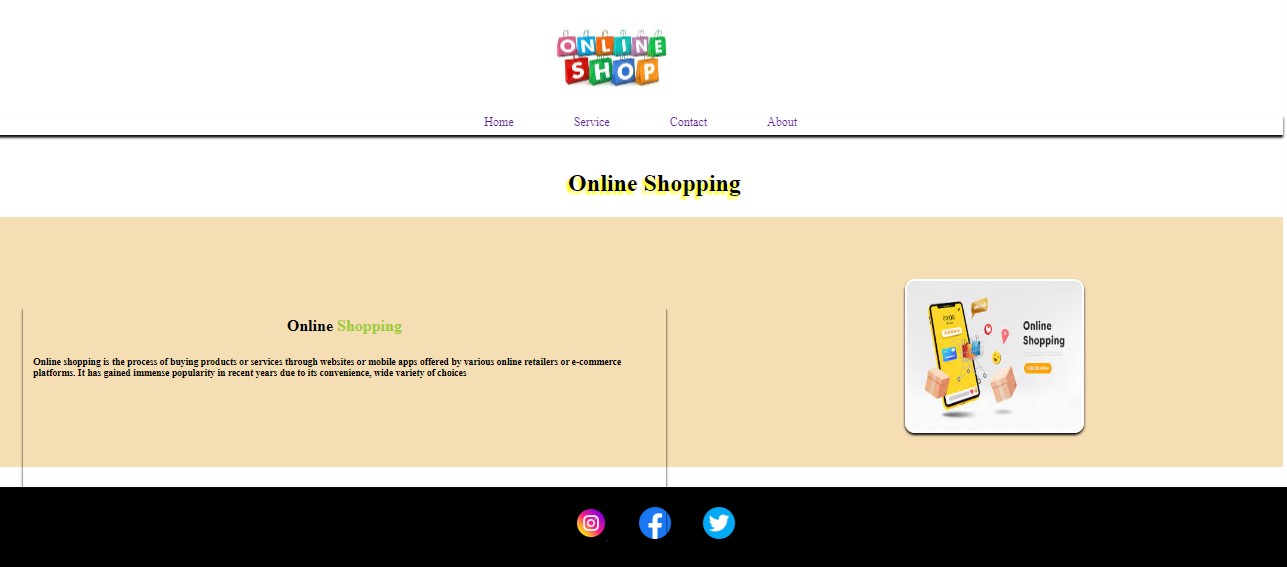 ONLINE
SHOP
Home Service Contact About
Online Shopping
Online Shopping
Online shopping is the process of buying products or services through websites or mobile apps offered by various online retailers or e-commerce
platforms. It has gained immense popularity in recent years due to its convenience, wide variety of choices
Online
Shopping